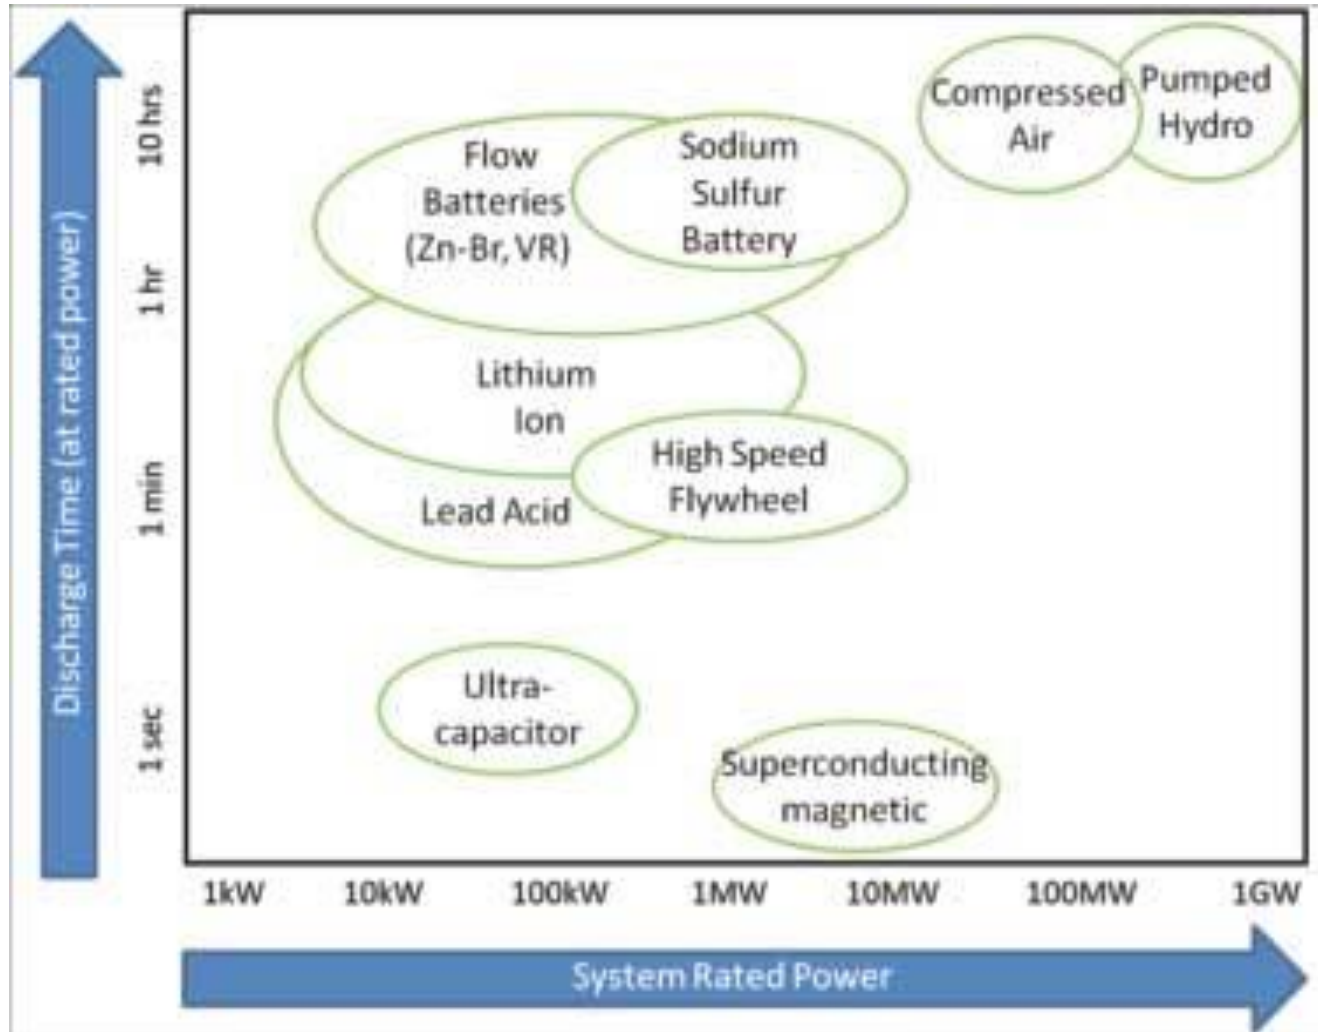 Discharge Time (at rated power)
10 hrs
1 hr
1 min
1 sec
Flow
Batteries
(Zn-Br, VR)
Sodium
Sulfur
Battery
Compressed
Air
Pumped
Hydro
Lithium
Ion
High Speed
Flywheel
Lead Acid
Ultra-
capacitor
Superconducting
magnetic
1kW 10kW 100kW 1MW 10MW 100MW 1GW
System Rated Power